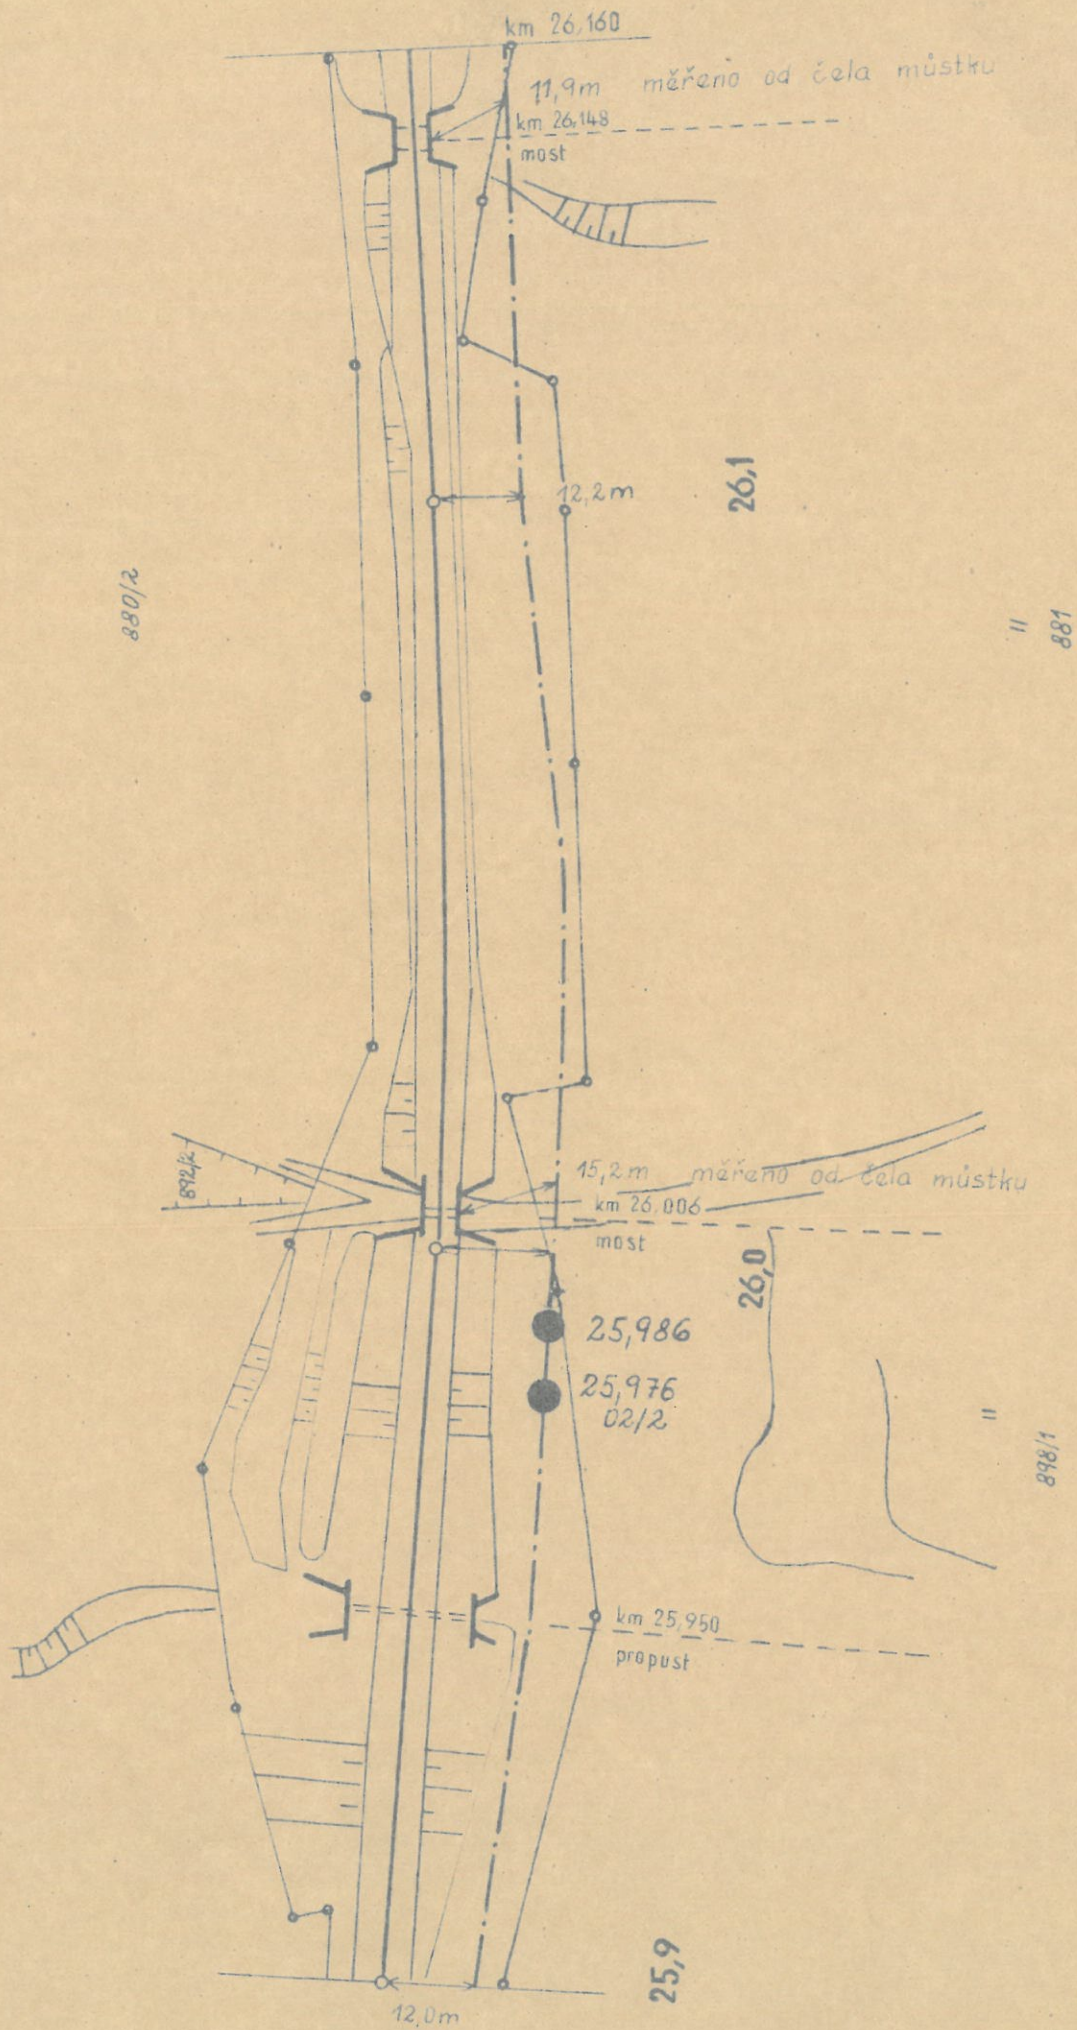 km 26,160
11,9m měřeno od čela můstku
km 26,148
most
26,1
12,2m
880/2
=
881
892/2
15,2m měřeno od čela můstku
km 26.006
most
26,0
25,986
25,976
02/2
=
898/1
km 25,950
propust
25,9
12,0m